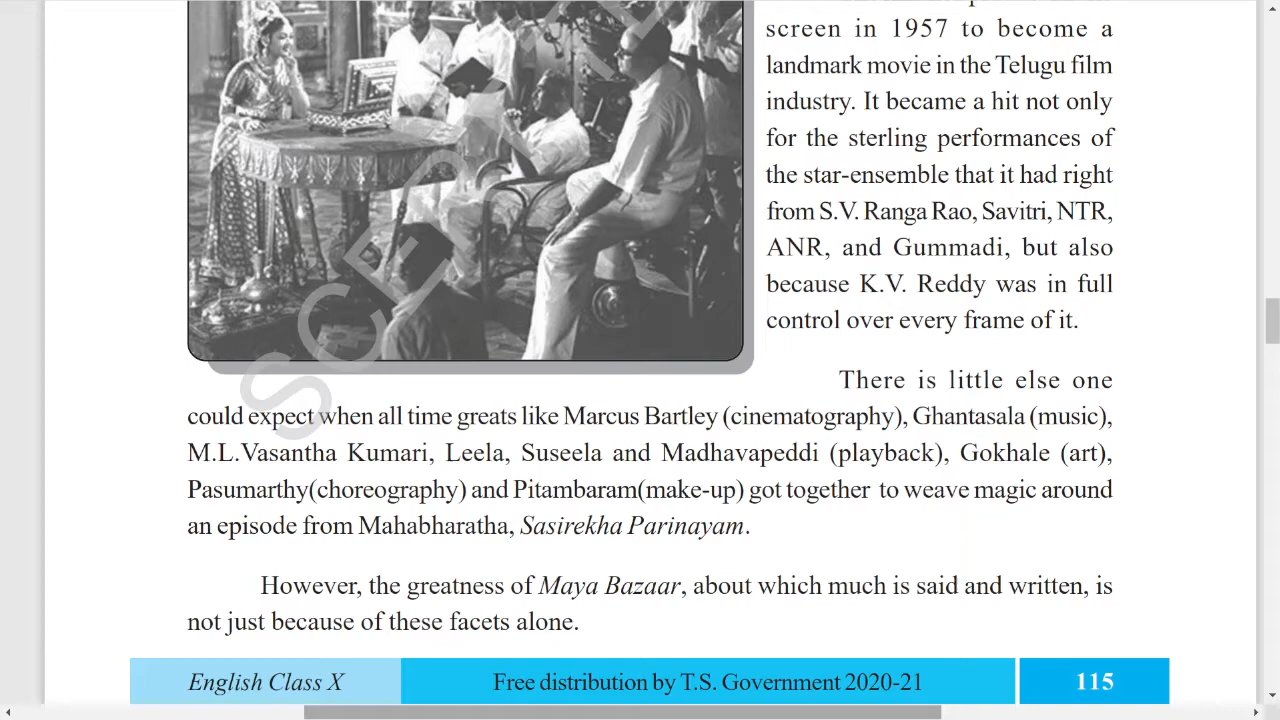 screen in 1957 to become a
landmark movie in the Telugu film
industry. It became a hit not only
for the sterling performances of
the star-ensemble that it had right
from S.V. Ranga Rao, Savitri, NTR,
ANR, and Gummadi, but also
because K.V. Reddy was in full
control over every frame of it.
There is little else one
could expect when all time greats like Marcus Bartley (cinematography), Ghantasala (music),
M.L.Vasantha Kumari, Leela, Suseela and Madhavapeddi (playback), Gokhale (art),
Pasumarthy(choreography) and Pitambaram(make-up) got together to weave magic around
an episode from Mahabharatha, Sasirekha Parinayam.
However, the greatness of Maya Bazaar, about which much is said and written, is
not just because of these facets alone.
English Class X Free distribution by T.S. Government 2020-21 115